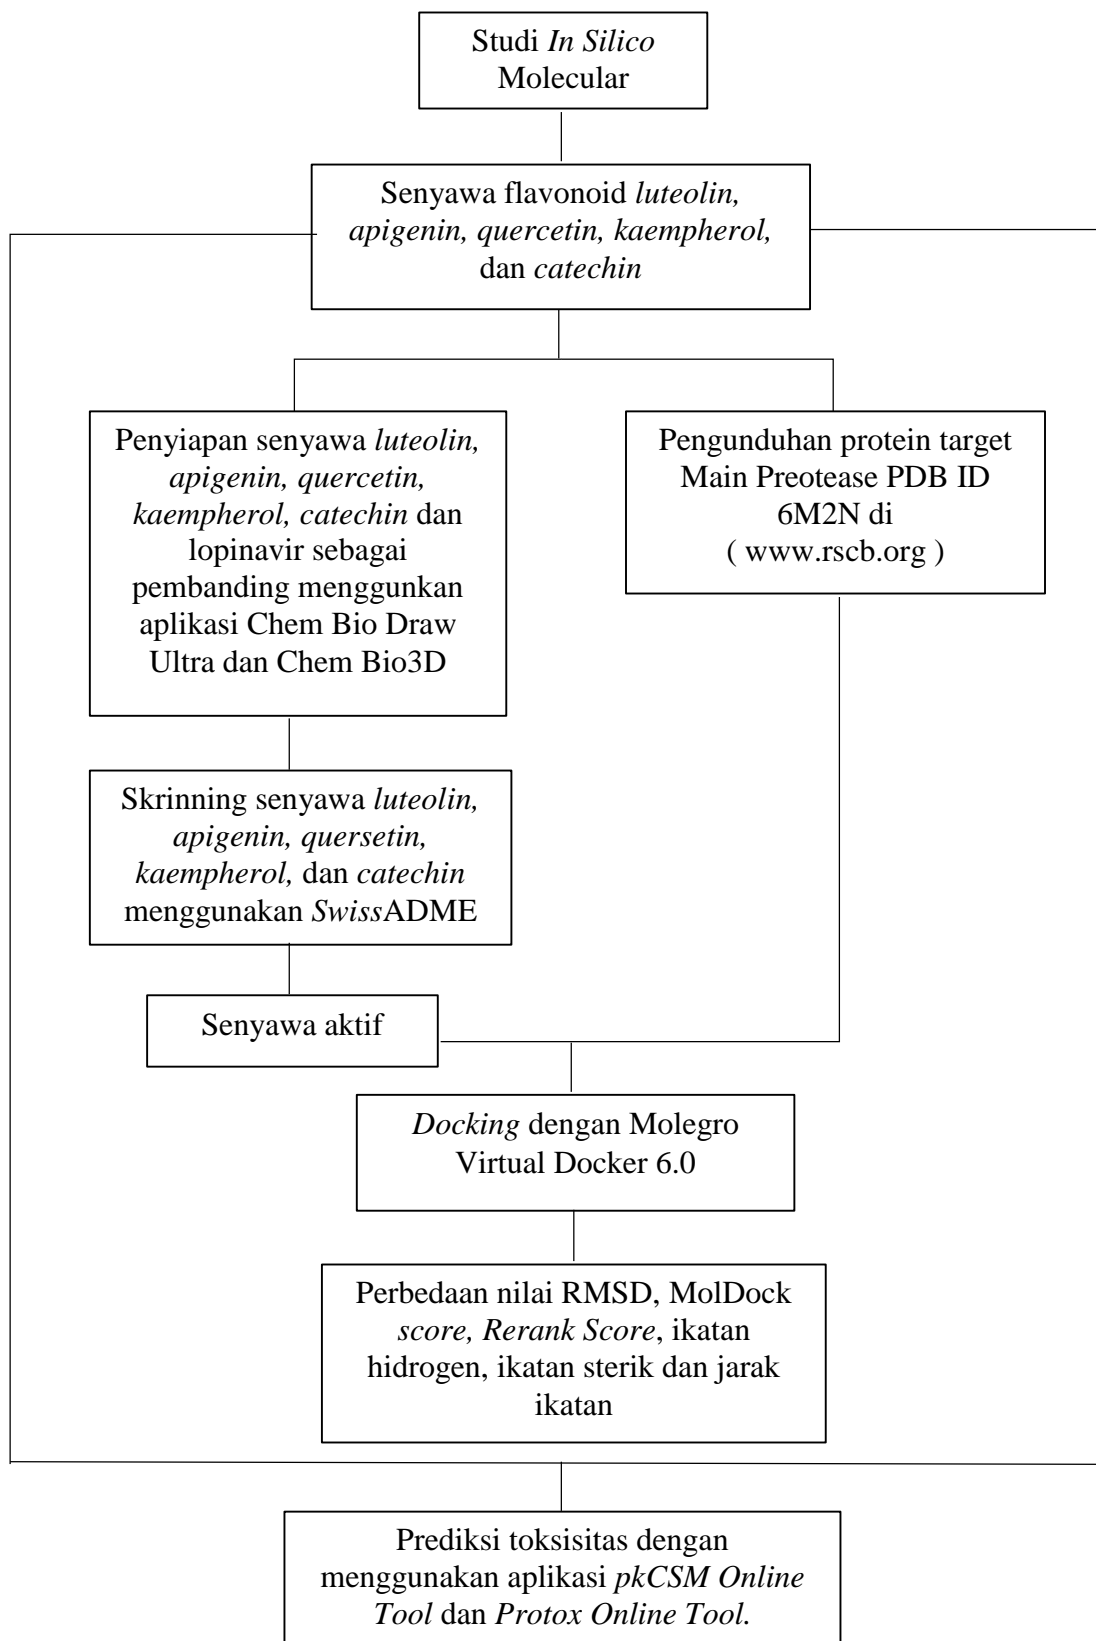 Studi In Silico
Molecular
Senyawa flavonoid luteolin,
apigenin, quercetin, kaempherol,
dan catechin
Penyiapan senyawa luteolin,
apigenin, quercetin,
kaempherol, catechin dan
lopinavir sebagai
pembanding menggunkan
aplikasi Chem Bio Draw
Ultra dan Chem Bio3D
Pengunduhan protein target
Main Preotease PDB ID
6M2N di
( www.rscb.org )
Skrinning senyawa luteolin,
apigenin, quersetin,
kaempherol, dan catechin
menggunakan SwissADME
Senyawa aktif
Docking dengan Molegro
Virtual Docker 6.0
Perbedaan nilai RMSD, MolDock
score, Rerank Score, ikatan
hidrogen, ikatan sterik dan jarak
ikatan
Prediksi toksisitas dengan
menggunakan aplikasi pkCSM Online
Tool dan Protox Online Tool.